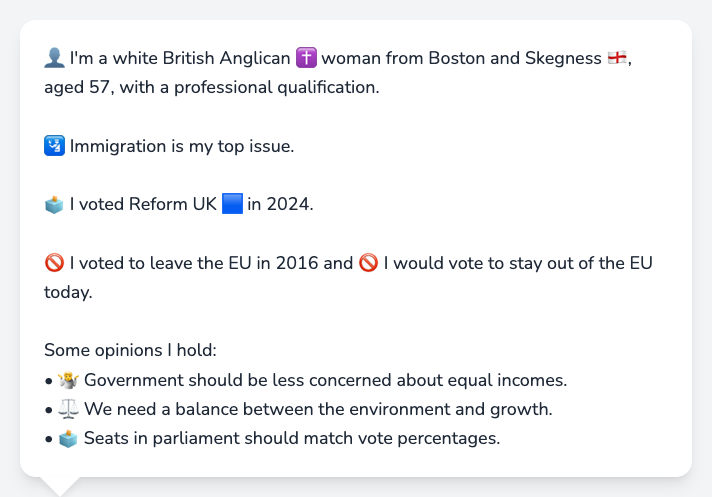 👤 I'm a white British Anglican ✝️ woman from Boston and Skegness 🏴󠁧󠁢󠁥󠁮󠁧󠁿,
aged 57, with a professional qualification.
🛂 Immigration is my top issue.
🗳️ I voted Reform UK 🟦 in 2024.
🚫 I voted to leave the EU in 2016 and 🚫 I would vote to stay out of the EU
today.
Some opinions I hold:
• 🤷 Government should be less concerned about equal incomes.
• ⚖️ We need a balance between the environment and growth.
• 🗳️ Seats in parliament should match vote percentages.